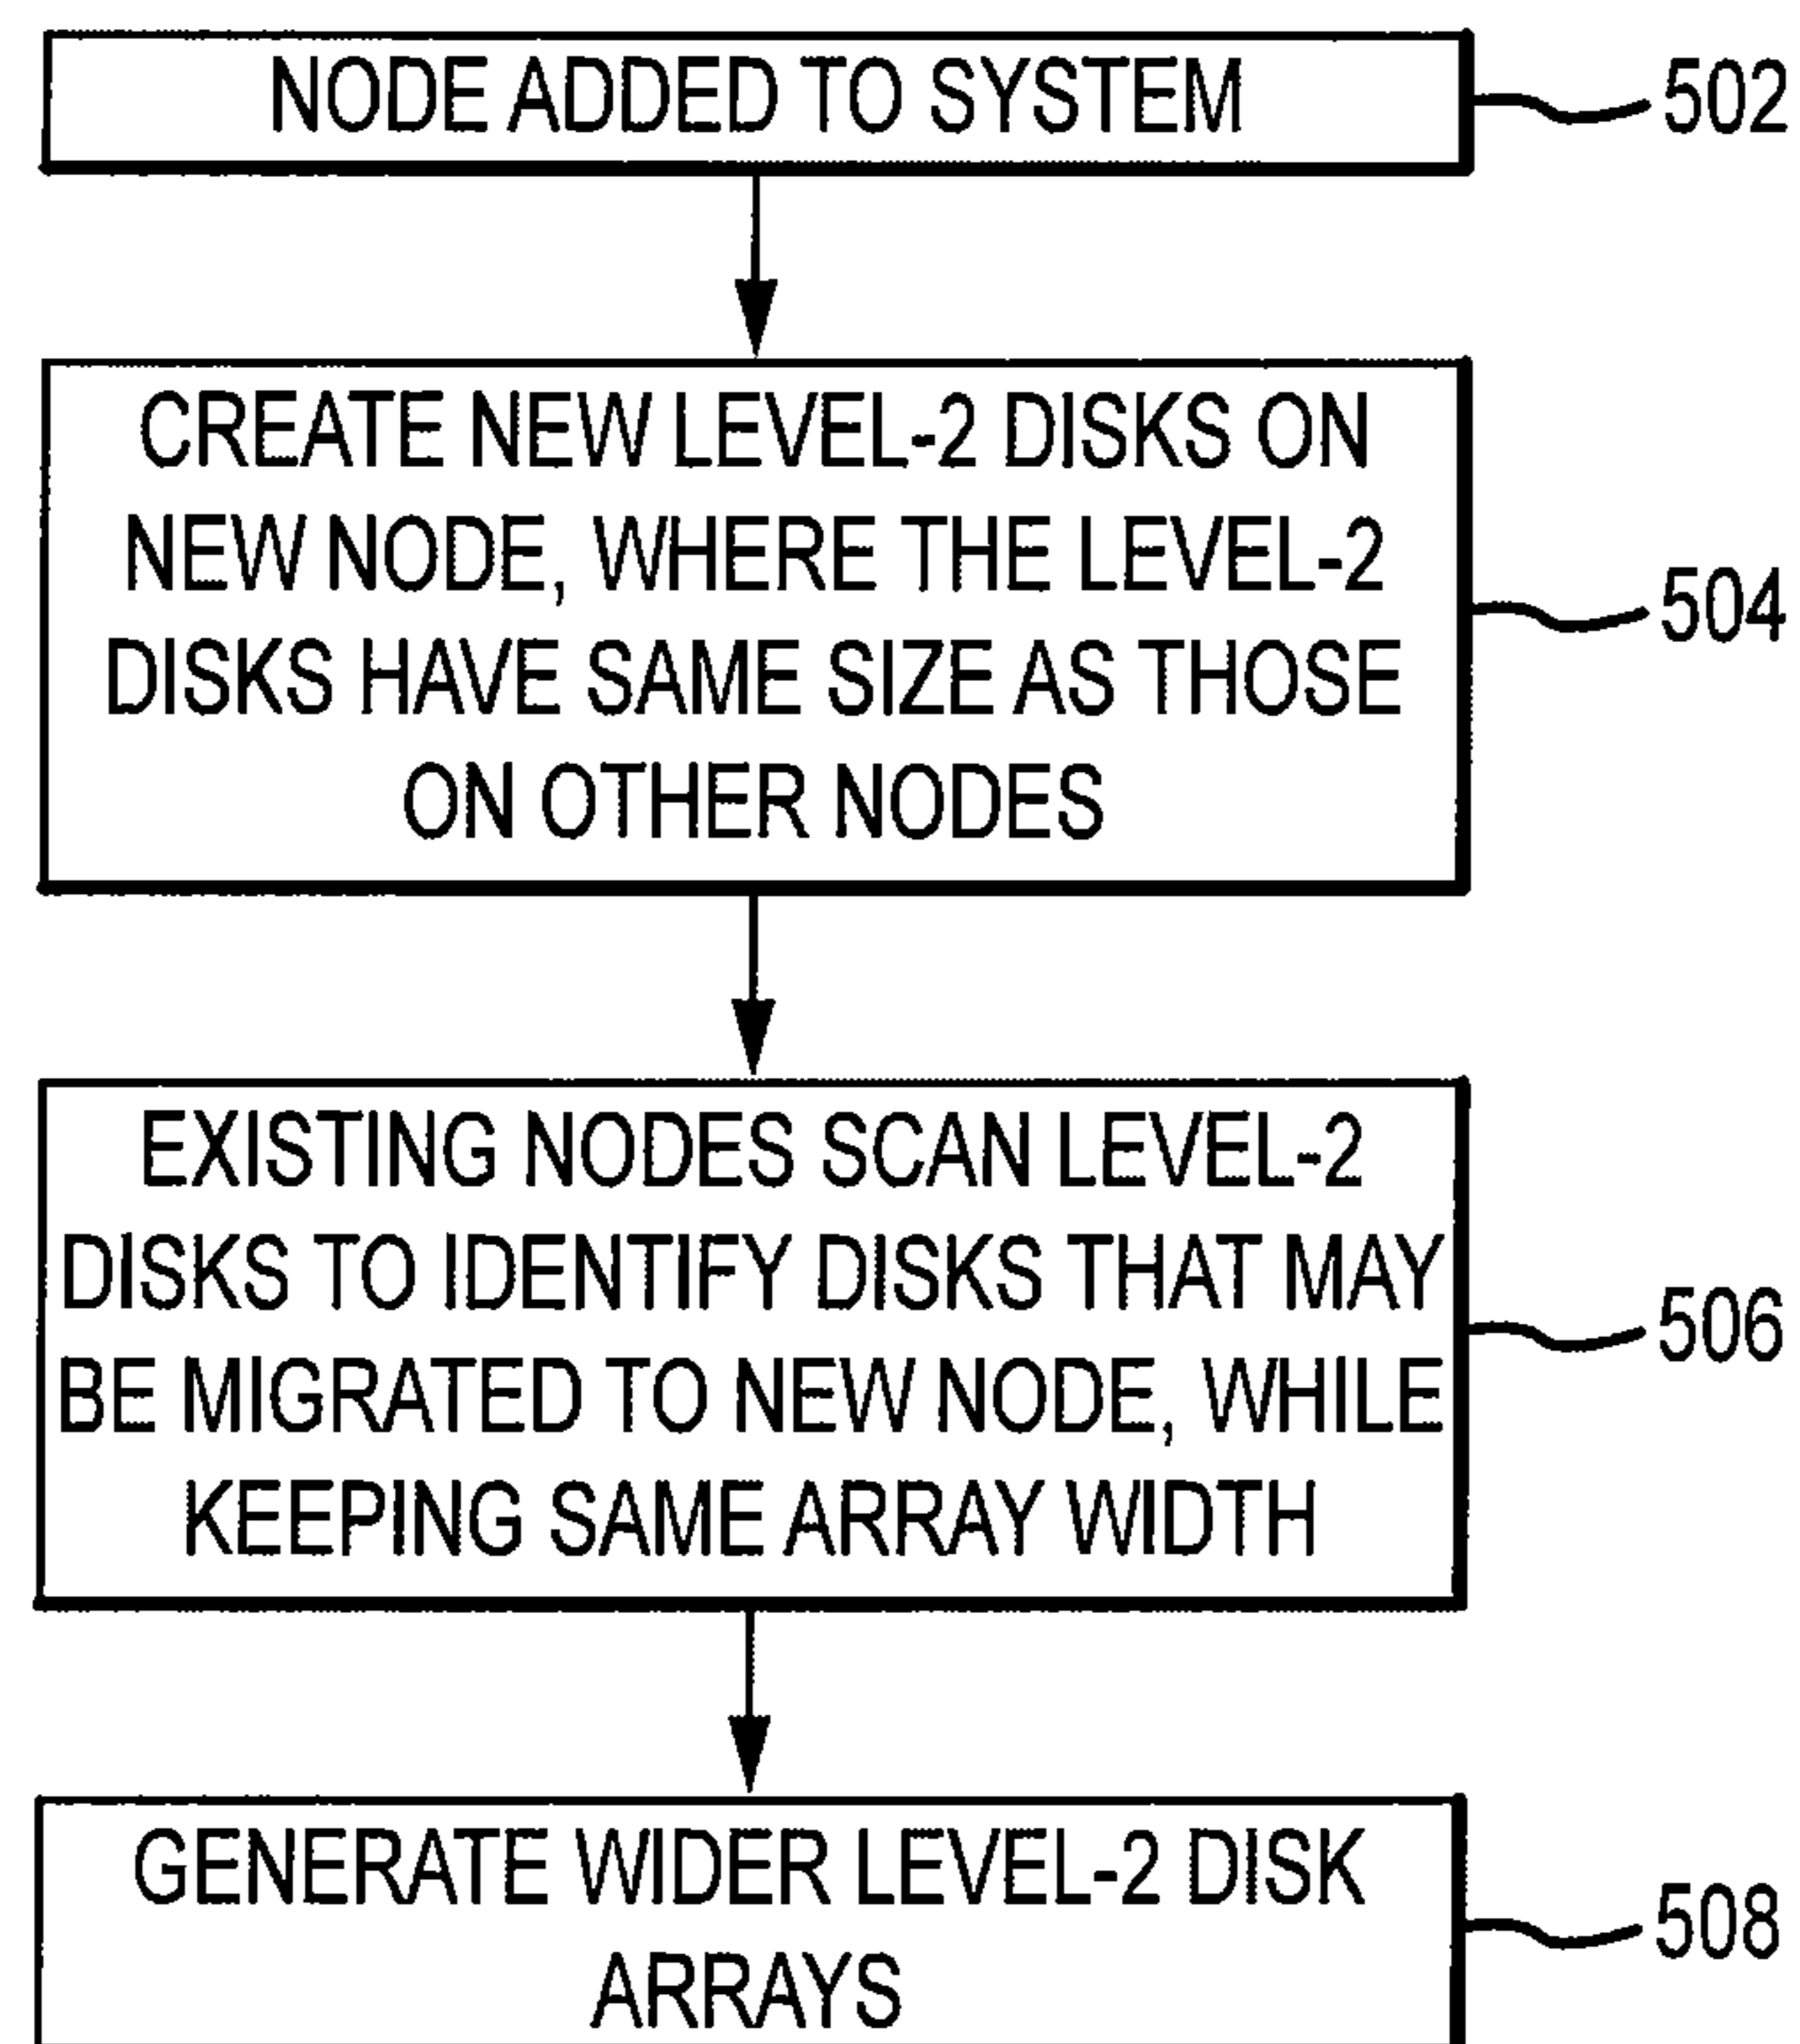 NODE ADDED TO SYSTEM
502
CREATE NEW LEVEL-2 DISKS ON
NEW NODE, WHERE THE LEVEL-2
DISKS HAVE SAME SIZE AS THOSE
ON OTHER NODES
504
EXISTING NODES SCAN LEVEL-2
DISKS TO IDENTIFY DISKS THAT MAY
BE MIGRATED TO NEW NODE, WHILE
KEEPING SAME ARRAY WIDTH
506
GENERATE WIDER LEVEL-2 DISK
ARRAYS
508